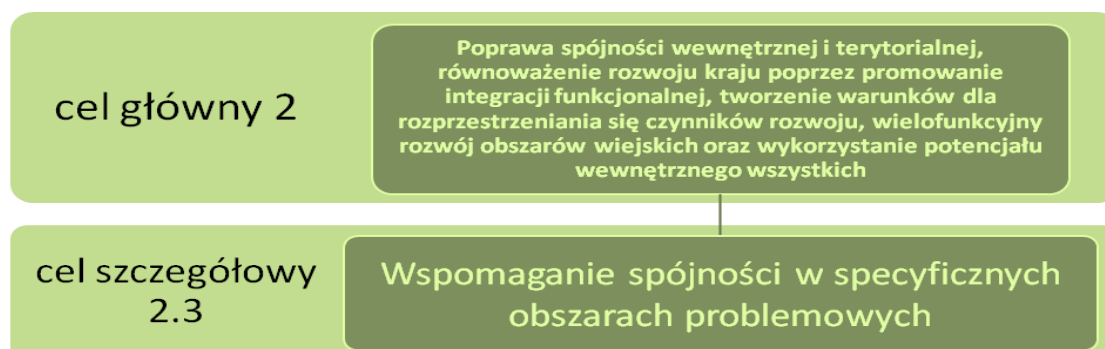 cel główny 2
Poprawa spójności wewnętrznej i terytorialnej,
równoważenie rozwoju kraju poprzez promowanie
integracji funkcjonalnej, tworzenie warunków dla
rozprzestrzeniania się czynników rozwoju, wielofunkcyjny
rozwój obszarów wiejskich oraz wykorzystanie potencjału
wewnętrznego wszystkich
cel szczegółowy
2.3
Wspomaganie spójności w specyficznych
obszarach problemowych